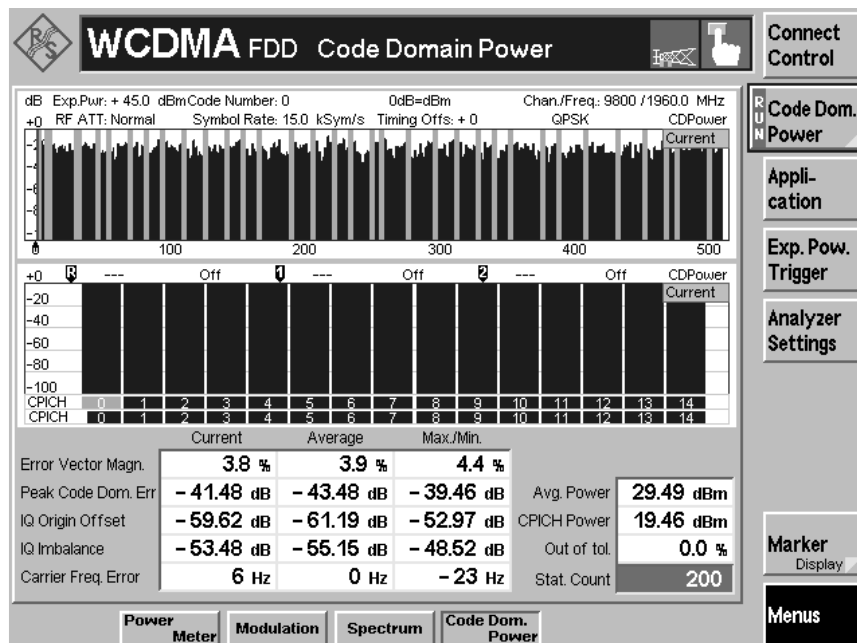 R&S
WCDMA FDD Code Domain Power
Connect Control
dB Exp.Pwr: + 45.0 dBm Code Number: 0 0dB=dBm Chan./Freq.: 9800 / 1960.0 MHz
+0 RF ATT: Normal Symbol Rate: 15.0 kSym/s Timing Offs: + 0 QPSK CDPower
Current
0 100 200 300 400 500
RUN Code Dom. Power
Appli-
cation
Exp. Pow. Trigger
Analyzer Settings
+0 R --- Off 1 --- Off 2 --- Off CDPower
Current
-20
-40
-60
-80
-100
CPICH 0 1 2 3 4 5 6 7 8 9 10 11 12 13 14
CPICH 0 1 2 3 4 5 6 7 8 9 10 11 12 13 14
Current Average Max./Min.
Error Vector Magn. 3.8 % 3.9 % 4.4 %
Peak Code Dom. Err – 41.48 dB – 43.48 dB – 39.46 dB Avg. Power 29.49 dBm
IQ Origin Offset – 59.62 dB – 61.19 dB – 52.97 dB CPICH Power 19.46 dBm
IQ Imbalance – 53.48 dB – 55.15 dB – 48.52 dB Out of tol. 0.0 %
Carrier Freq. Error 6 Hz 0 Hz – 23 Hz Stat. Count 200
Marker
Display
Power Meter Modulation Spectrum Code Dom. Power
Menus